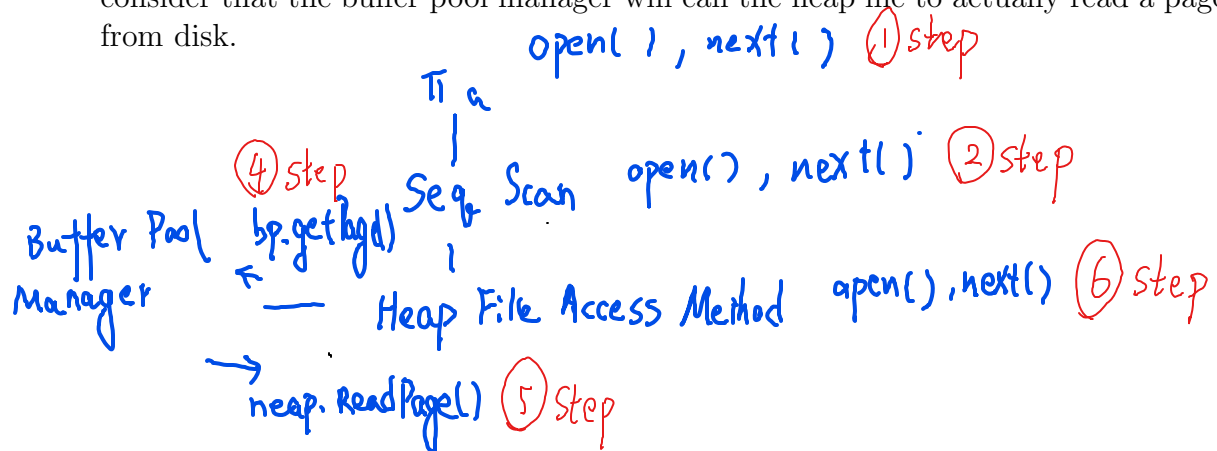 consider that the buffer pool manager will call the heap file to actually read a page
from disk.
open( ), next( ) ① step
π a
④ step
Seq Scan open(), next() ② step
Buffer Pool bp.getPage()
Manager
Heap File Access Method open(), next() ⑥ step
heap.ReadPage() ⑤ Step